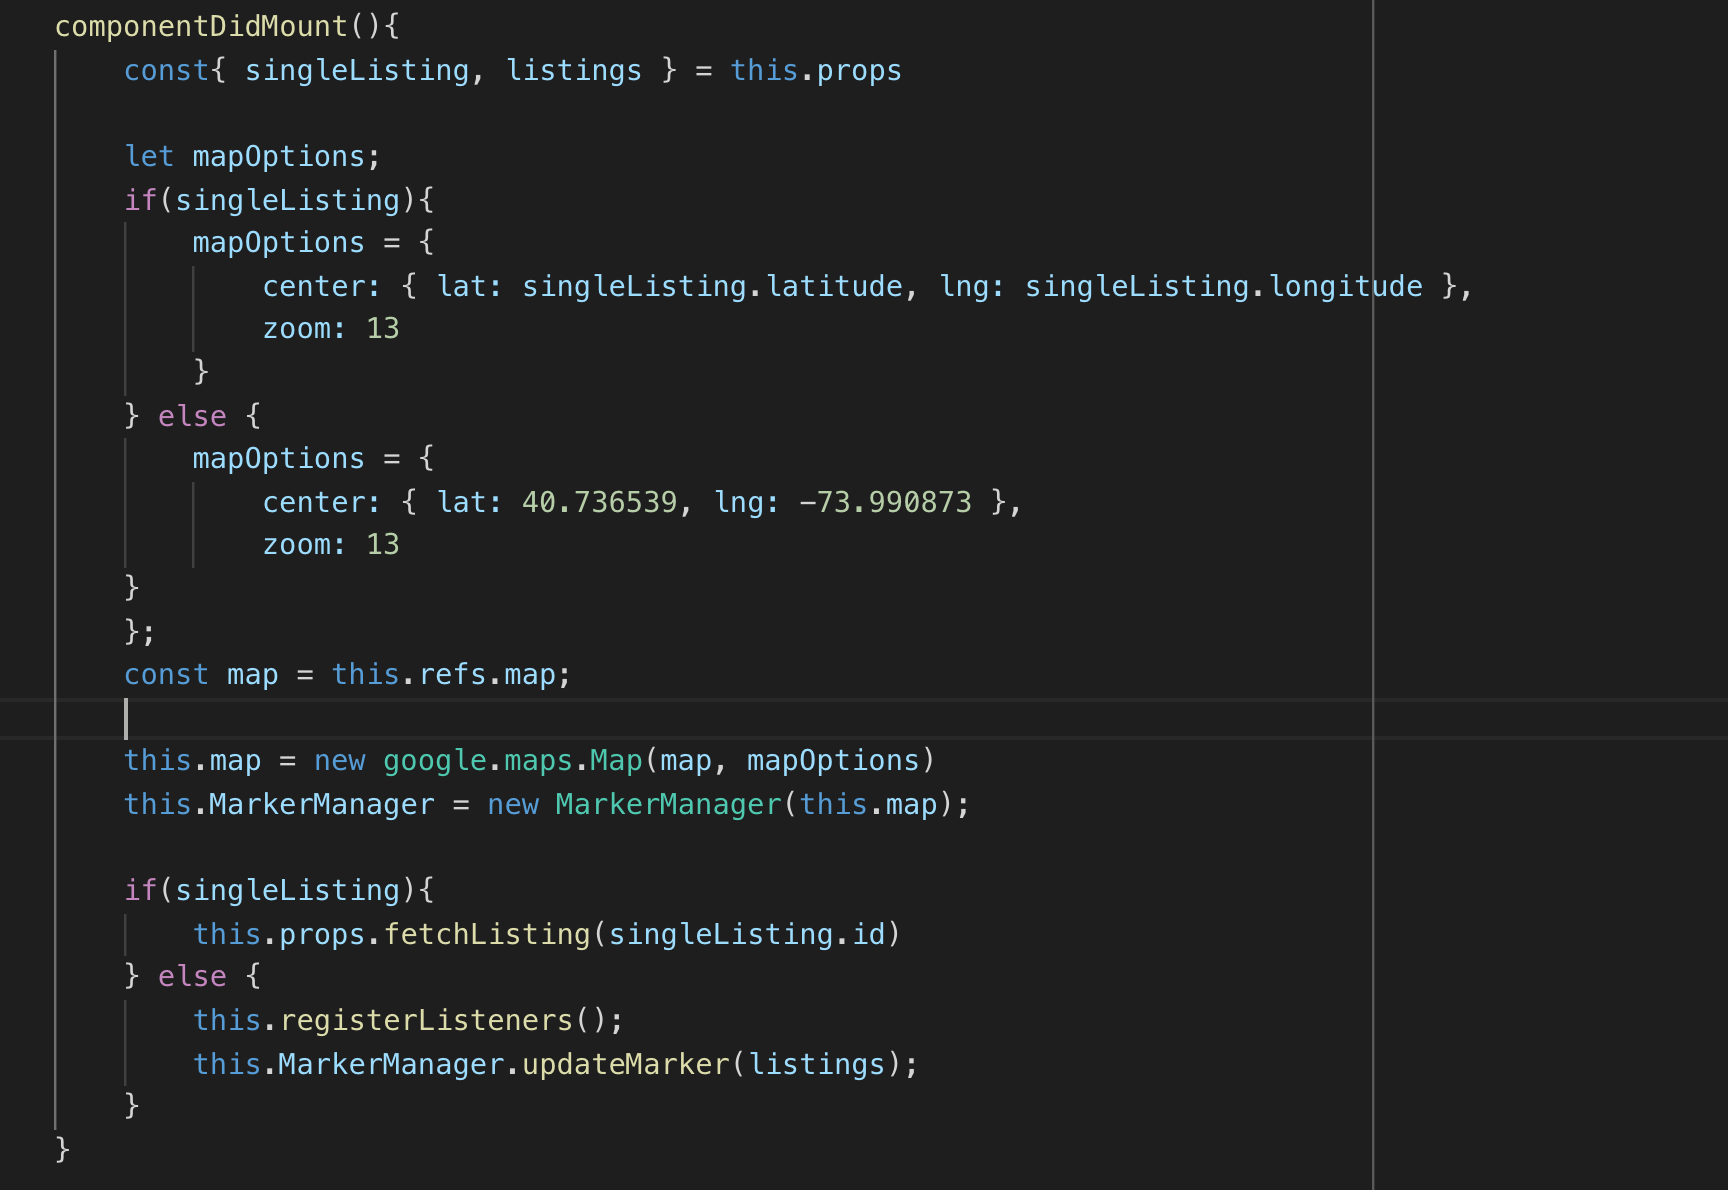 componentDidMount(){
    const{ singleListing, listings } = this.props

    let mapOptions;
    if(singleListing){
        mapOptions = {
            center: { lat: singleListing.latitude, lng: singleListing.longitude },
            zoom: 13
        }
    } else {
        mapOptions = {
            center: { lat: 40.736539, lng: -73.990873 },
            zoom: 13
    }
    };
    const map = this.refs.map;

    this.map = new google.maps.Map(map, mapOptions)
    this.MarkerManager = new MarkerManager(this.map);

    if(singleListing){
        this.props.fetchListing(singleListing.id)
    } else {
        this.registerListeners();
        this.MarkerManager.updateMarker(listings);
    }
}